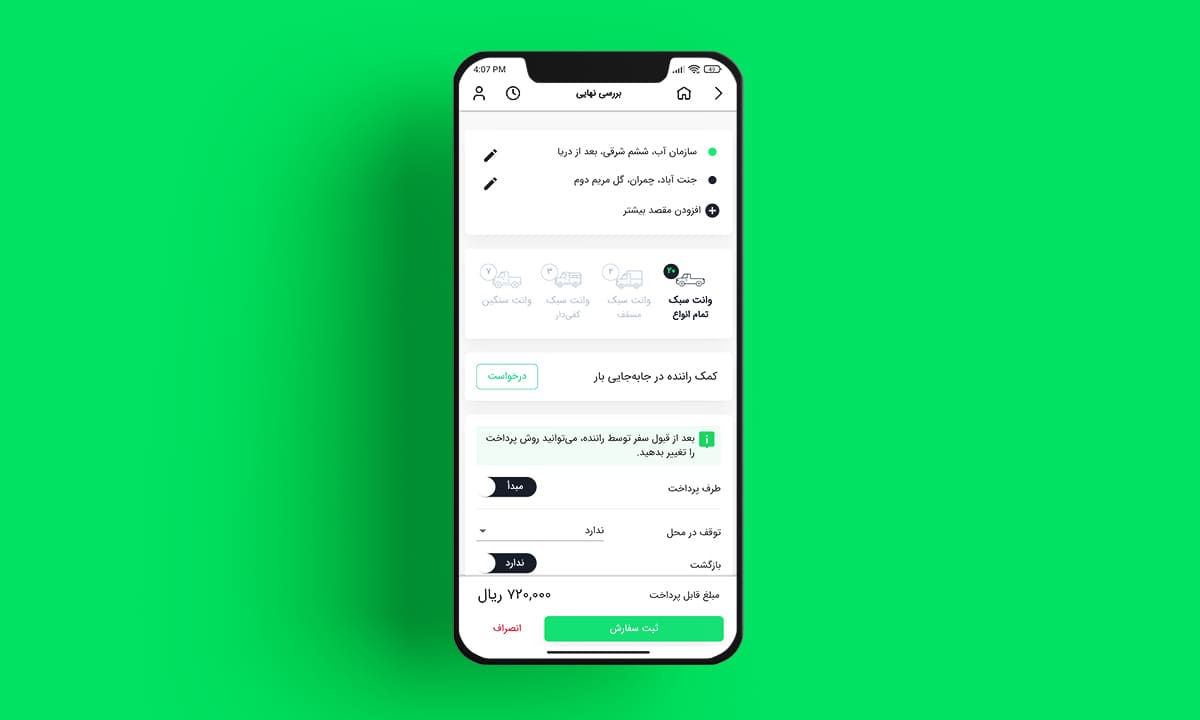 4:07 PM
49
بررسی نهایی
سازمان آب، ششم شرقی، بعد از دریا
جنت آباد، چمران، گل مریم دوم
افزودن مقصد بیشتر
۲۰
۲
۳
۷
وانت سبک
تمام انواع
وانت سبک
مسقف
وانت سبک
کفی‌دار
وانت سنگین
کمک راننده در جابه‌جایی بار
درخواست
بعد از قبول سفر توسط راننده، می‌توانید روش پرداخت
را تغییر بدهید.
طرف پرداخت
مبدأ
توقف در محل
ندارد
بازگشت
ندارد
مبلغ قابل پرداخت
۷۲۰,۰۰۰ ریال
ثبت سفارش
انصراف